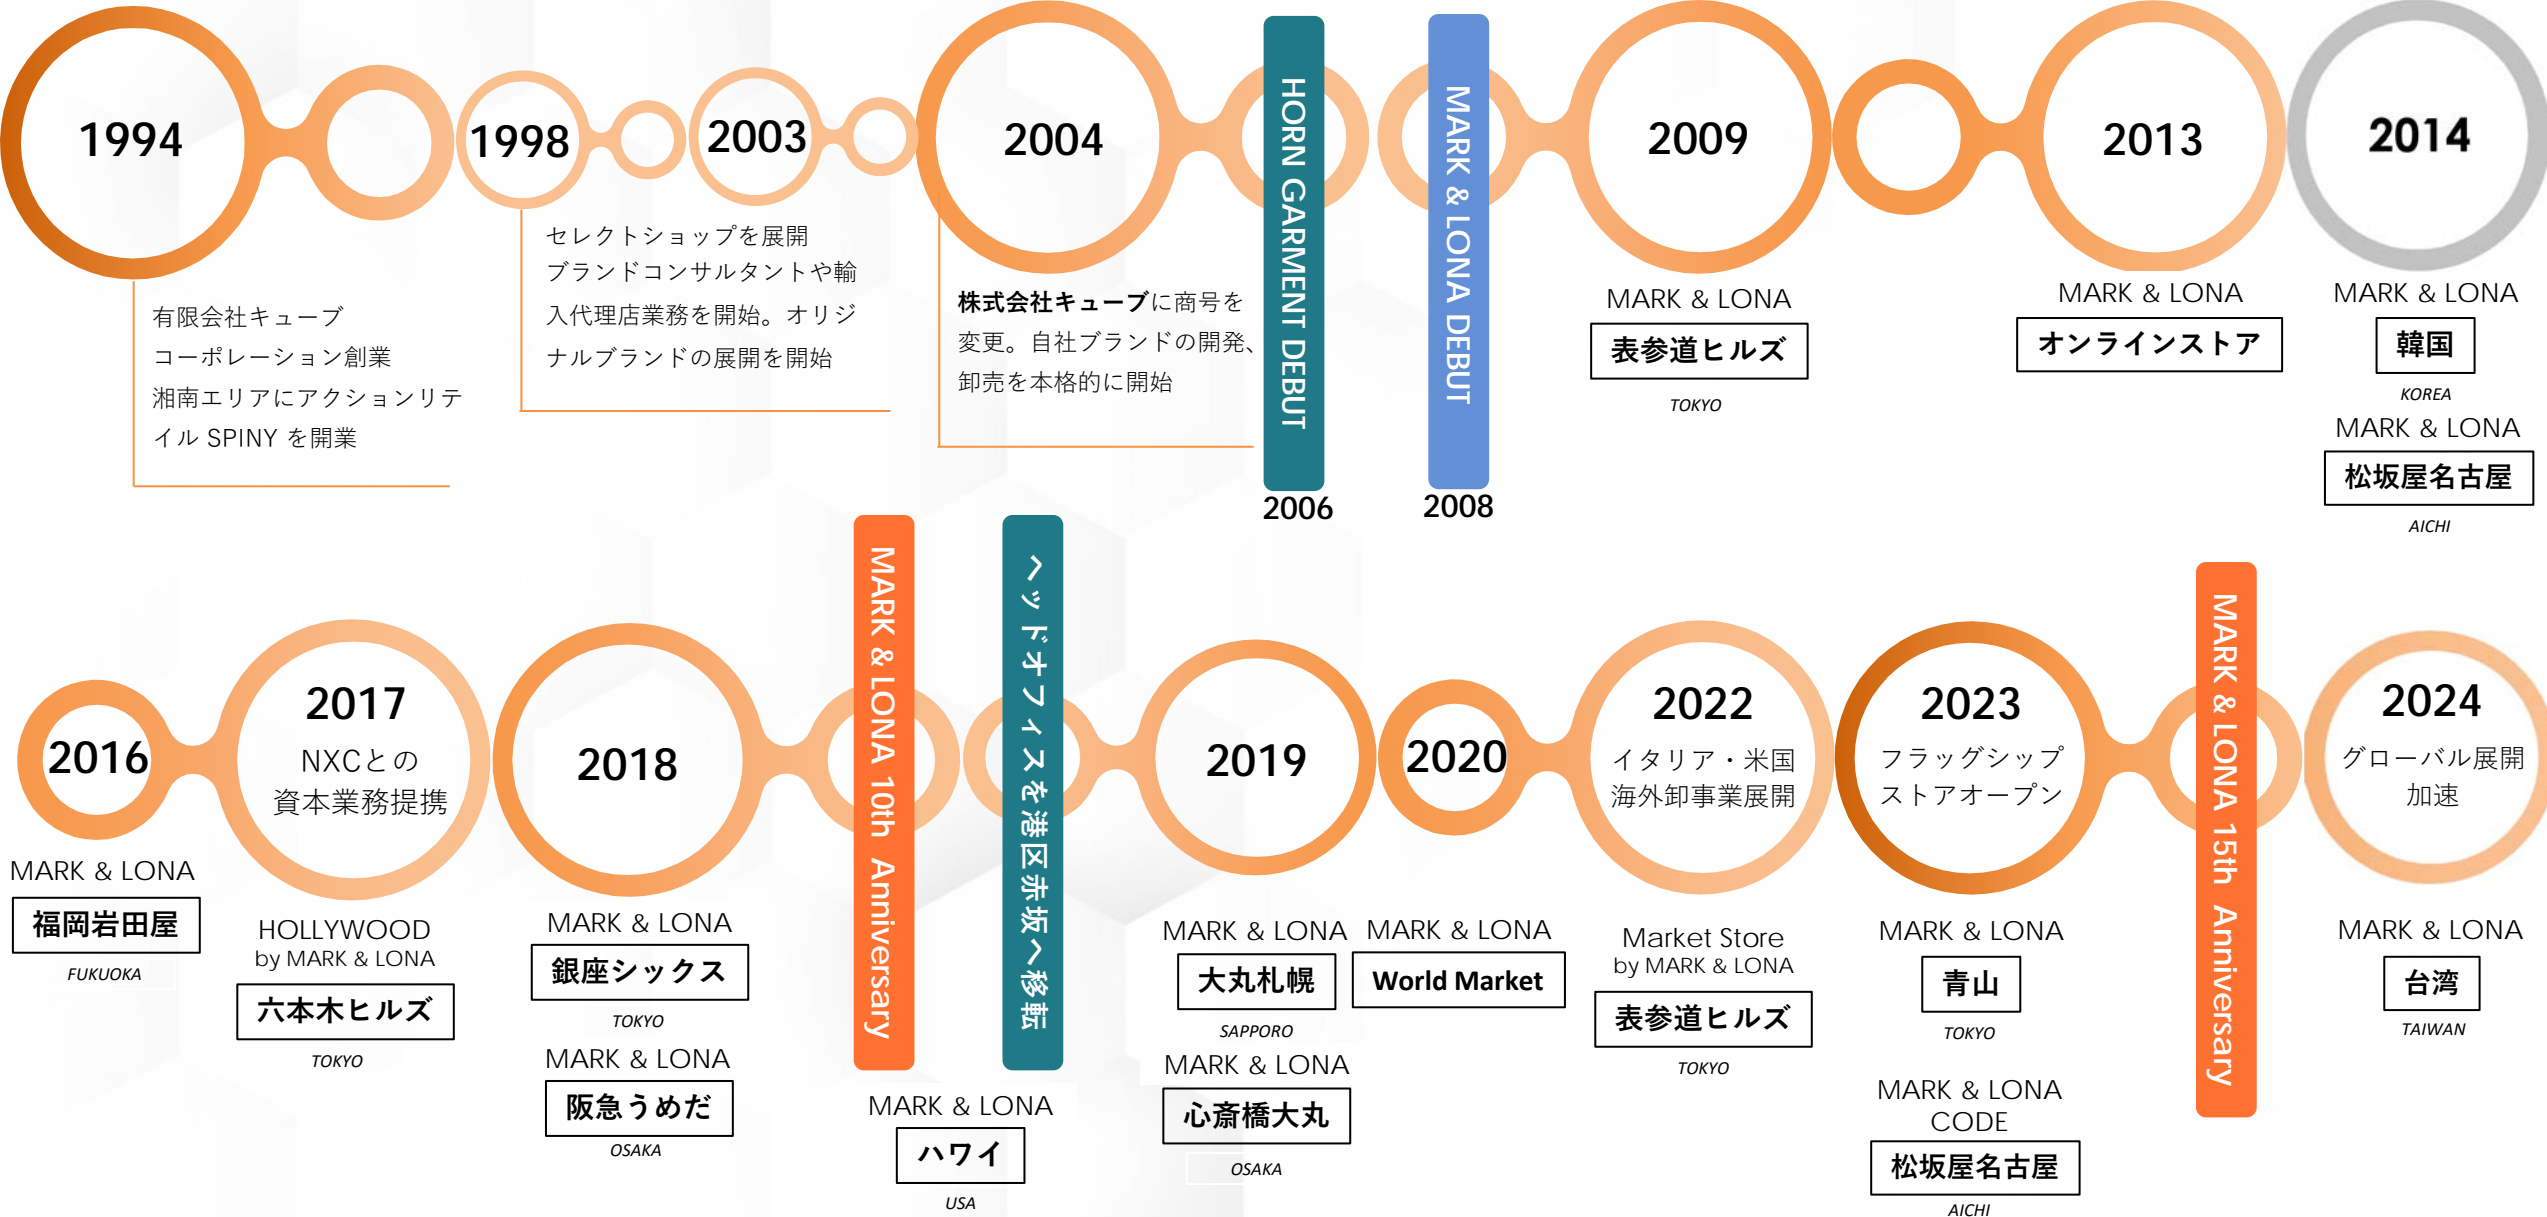 1994
有限会社キューブ
コーポレーション創業
湘南エリアにアクションリテ
イル SPINY を開業
1998
セレクトショップを展開
ブランドコンサルタントや輸
入代理店業務を開始。オリジ
ナルブランドの展開を開始
2003
2004
株式会社キューブに商号を
変更。自社ブランドの開発、
卸売を本格的に開始
HORN GARMENT DEBUT
2006
MARK & LONA DEBUT
2008
2009
MARK & LONA
表参道ヒルズ
TOKYO
2013
MARK & LONA
オンラインストア
2014
MARK & LONA
韓国
KOREA
MARK & LONA
松坂屋名古屋
AICHI
2016
MARK & LONA
福岡岩田屋
FUKUOKA
2017
NXCとの
資本業務提携
HOLLYWOOD
by MARK & LONA
六本木ヒルズ
TOKYO
2018
MARK & LONA
銀座シックス
TOKYO
MARK & LONA
阪急うめだ
OSAKA
MARK & LONA 10th Anniversary
MARK & LONA
ハワイ
USA
ヘッドオフィスを港区赤坂へ移転
2019
MARK & LONA
大丸札幌
SAPPORO
MARK & LONA
心斎橋大丸
OSAKA
2020
MARK & LONA
World Market
2022
イタリア・米国
海外卸事業展開
Market Store
by MARK & LONA
表参道ヒルズ
TOKYO
2023
フラッグシップ
ストアオープン
MARK & LONA
青山
TOKYO
MARK & LONA
CODE
松坂屋名古屋
AICHI
MARK & LONA 15th Anniversary
2024
グローバル展開
加速
MARK & LONA
台湾
TAIWAN